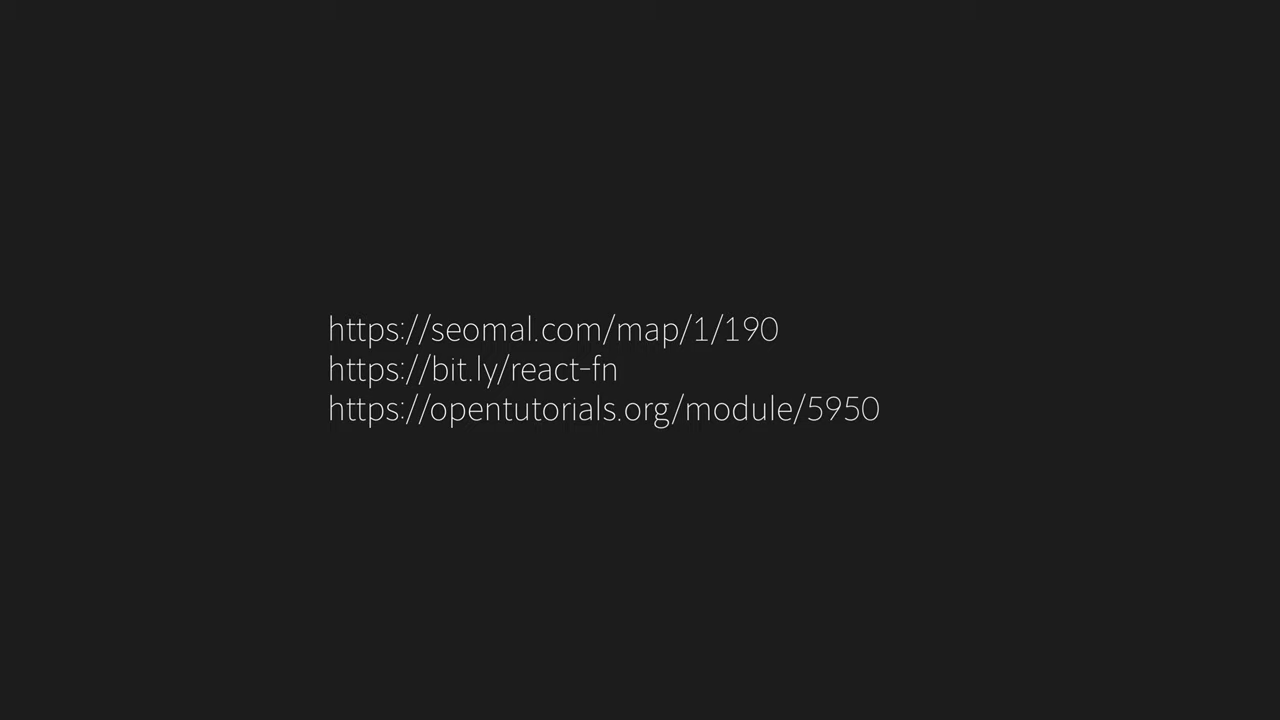 https://seomal.com/map/1/190
https://bit.ly/react-fn
https://opentutorials.org/module/5950